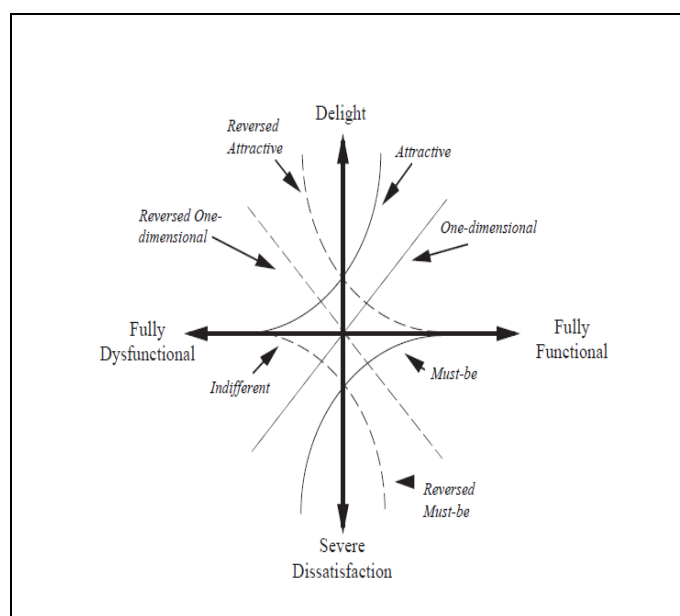 Delight
Reversed
Attractive
Attractive
Reversed One-
dimensional
One-dimensional
Fully
Dysfunctional
Fully
Functional
Indifferent
Must-be
Reversed
Must-be
Severe
Dissatisfaction